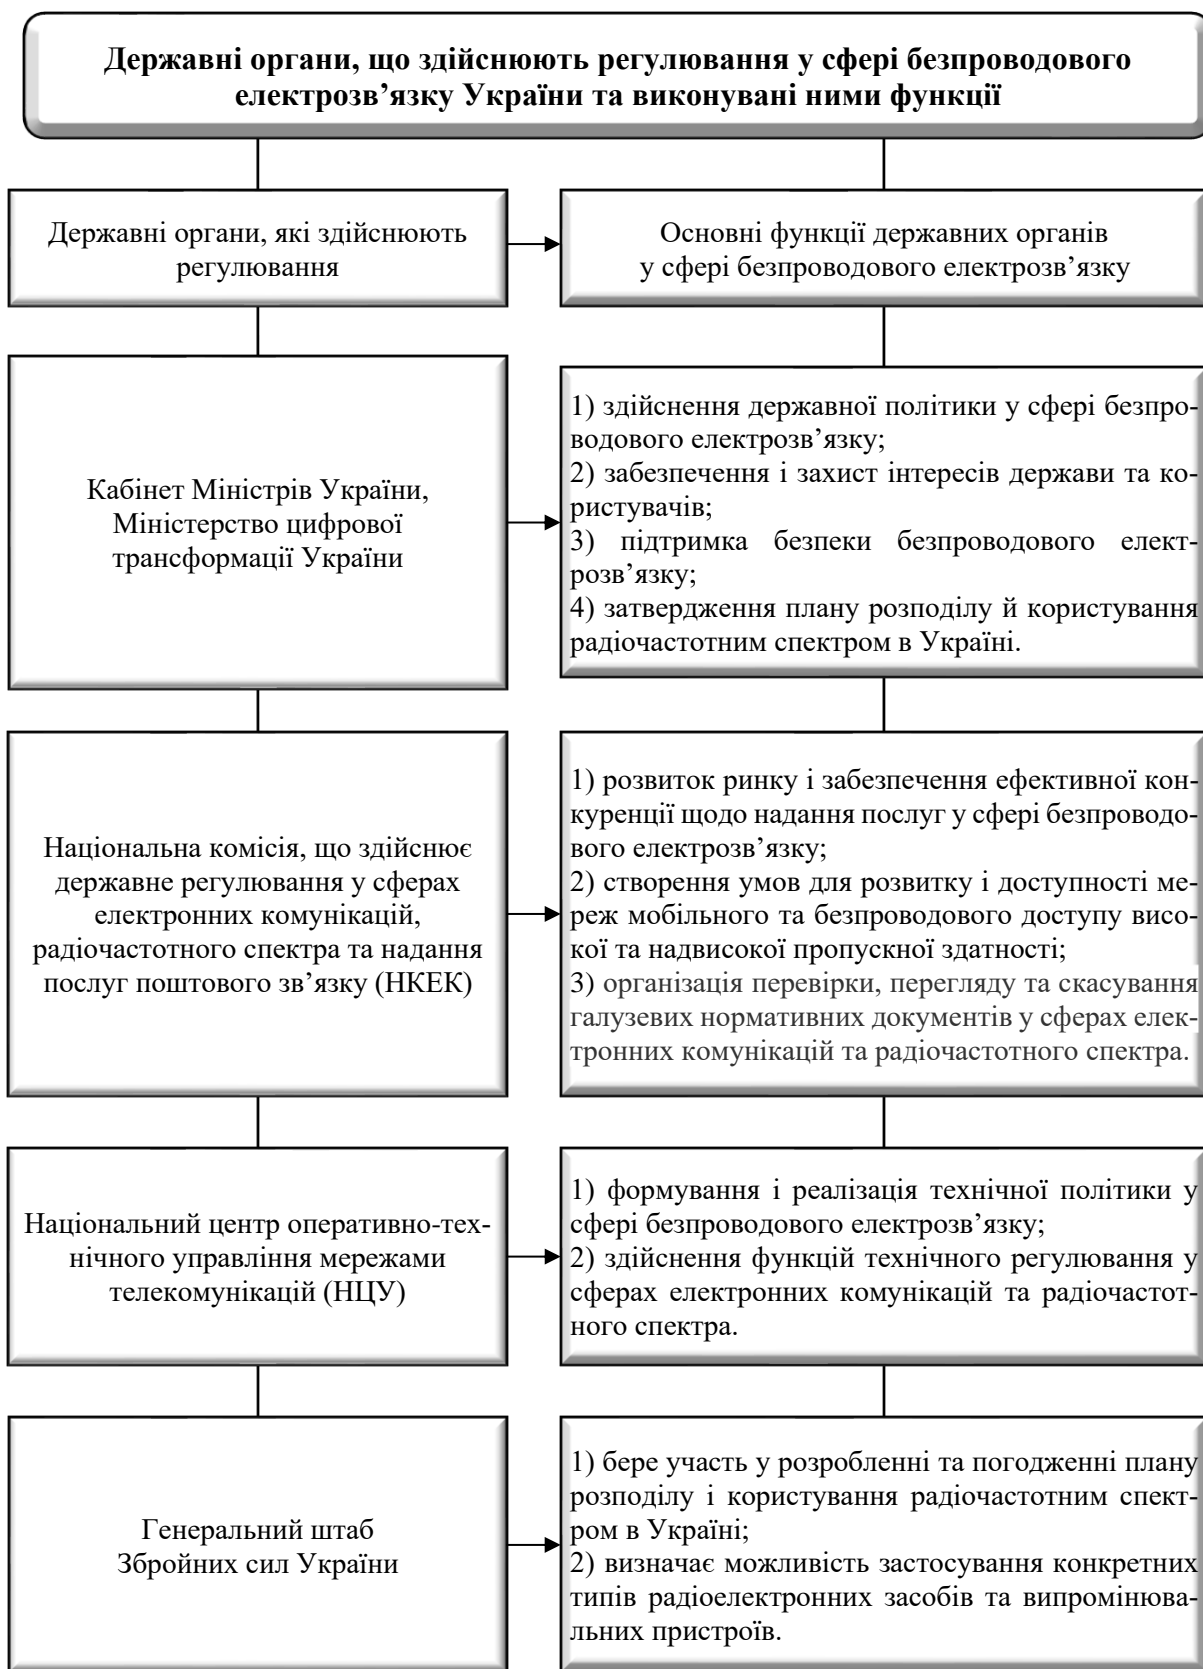 Державні органи, що здійснюють регулювання у сфері безпроводового
електрозв’язку України та виконувані ними функції
Державні органи, які здійснюють
регулювання
Основні функції державних органів
у сфері безпроводового електрозв’язку
Кабінет Міністрів України,
Міністерство цифрової
трансформації України
1) здійснення державної політики у сфері безпро-
водового електрозв’язку;
2) забезпечення і захист інтересів держави та ко-
ристувачів;
3) підтримка безпеки безпроводового елект-
розв’язку;
4) затвердження плану розподілу й користування
радіочастотним спектром в Україні.
Національна комісія, що здійснює
державне регулювання у сферах
електронних комунікацій,
радіочастотного спектра та надання
послуг поштового зв’язку (НКЕК)
1) розвиток ринку і забезпечення ефективної кон-
куренції щодо надання послуг у сфері безпроводо-
вого електрозв’язку;
2) створення умов для розвитку і доступності ме-
реж мобільного та безпроводового доступу висо-
кої та надвисокої пропускної здатності;
3) організація перевірки, перегляду та скасування
галузевих нормативних документів у сферах елек-
тронних комунікацій та радіочастотного спектра.
Національний центр оперативно-тех-
нічного управління мережами
телекомунікацій (НЦУ)
1) формування і реалізація технічної політики у
сфері безпроводового електрозв’язку;
2) здійснення функцій технічного регулювання у
сферах електронних комунікацій та радіочастот-
ного спектра.
Генеральний штаб
Збройних сил України
1) бере участь у розробленні та погодженні плану
розподілу і користування радіочастотним спект-
ром в Україні;
2) визначає можливість застосування конкретних
типів радіоелектронних засобів та випромінюва-
льних пристроїв.